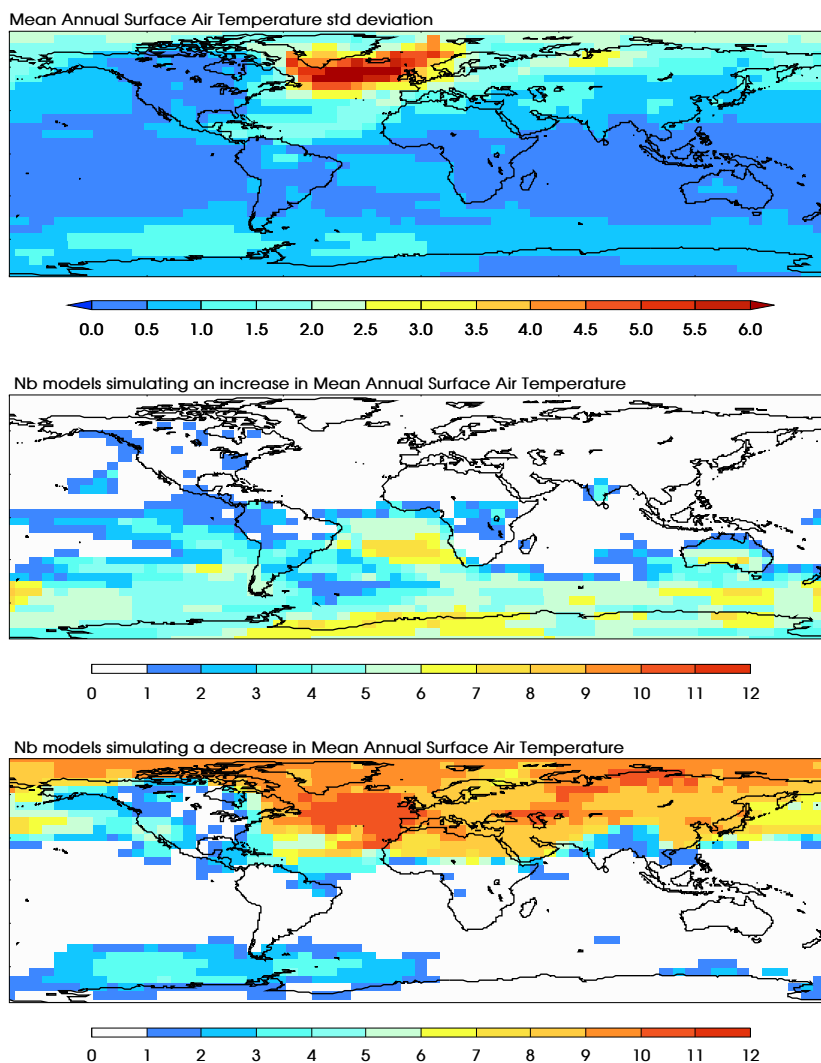 Mean Annual Surface Air Temperature std deviation
0.0 0.5 1.0 1.5 2.0 2.5 3.0 3.5 4.0 4.5 5.0 5.5 6.0
Nb models simulating an increase in Mean Annual Surface Air Temperature
0 1 2 3 4 5 6 7 8 9 10 11 12
Nb models simulating a decrease in Mean Annual Surface Air Temperature
0 1 2 3 4 5 6 7 8 9 10 11 12